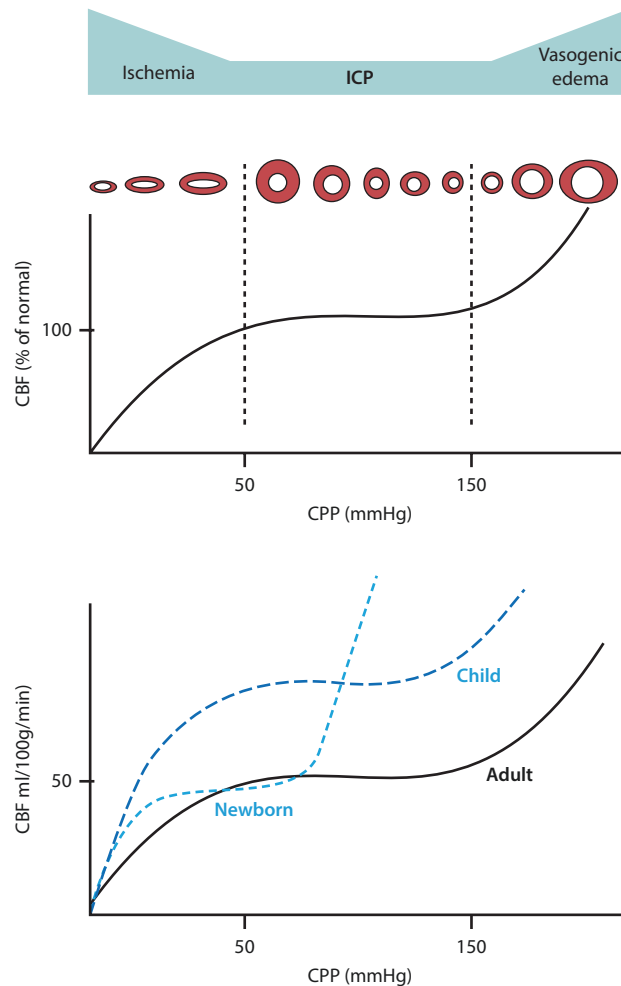 Ischemia
ICP
Vasogenic
edema
CBF (% of normal)
100
50
150
CPP (mmHg)
CBF ml/100g/min)
50
Child
Adult
Newborn
50
150
CPP (mmHg)